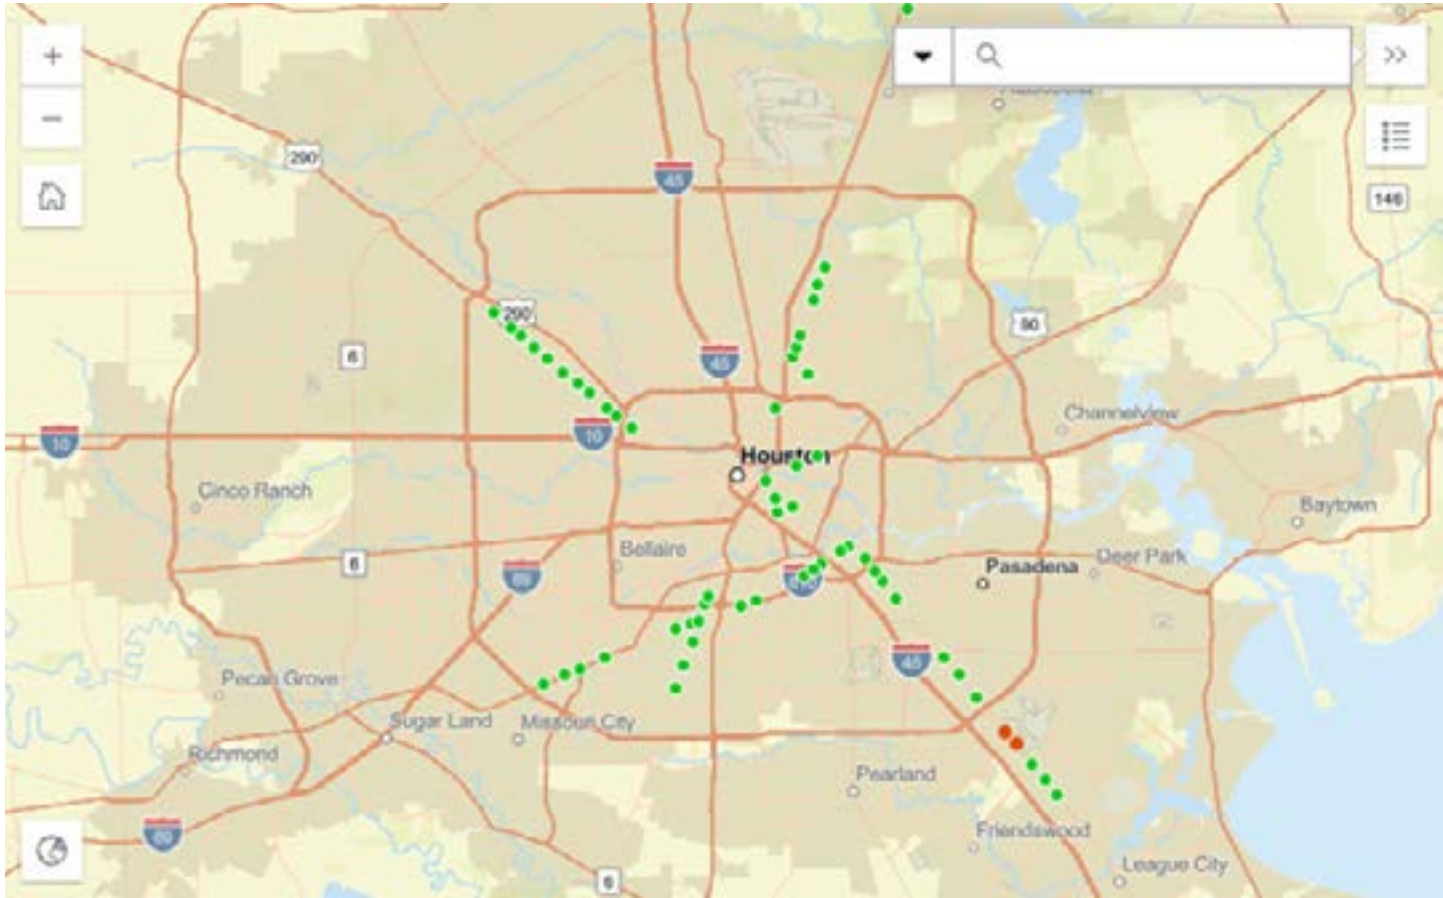 290
45
146
290
90
6
45
10
10
Channelview
Houston
Cinco Ranch
Baytown
Bellaire
6
69
Pasadena
Deer Park
45
Pecan Grove
Sugar Land
Missouri City
Richmond
Pearland
Friendswood
69
League City
6